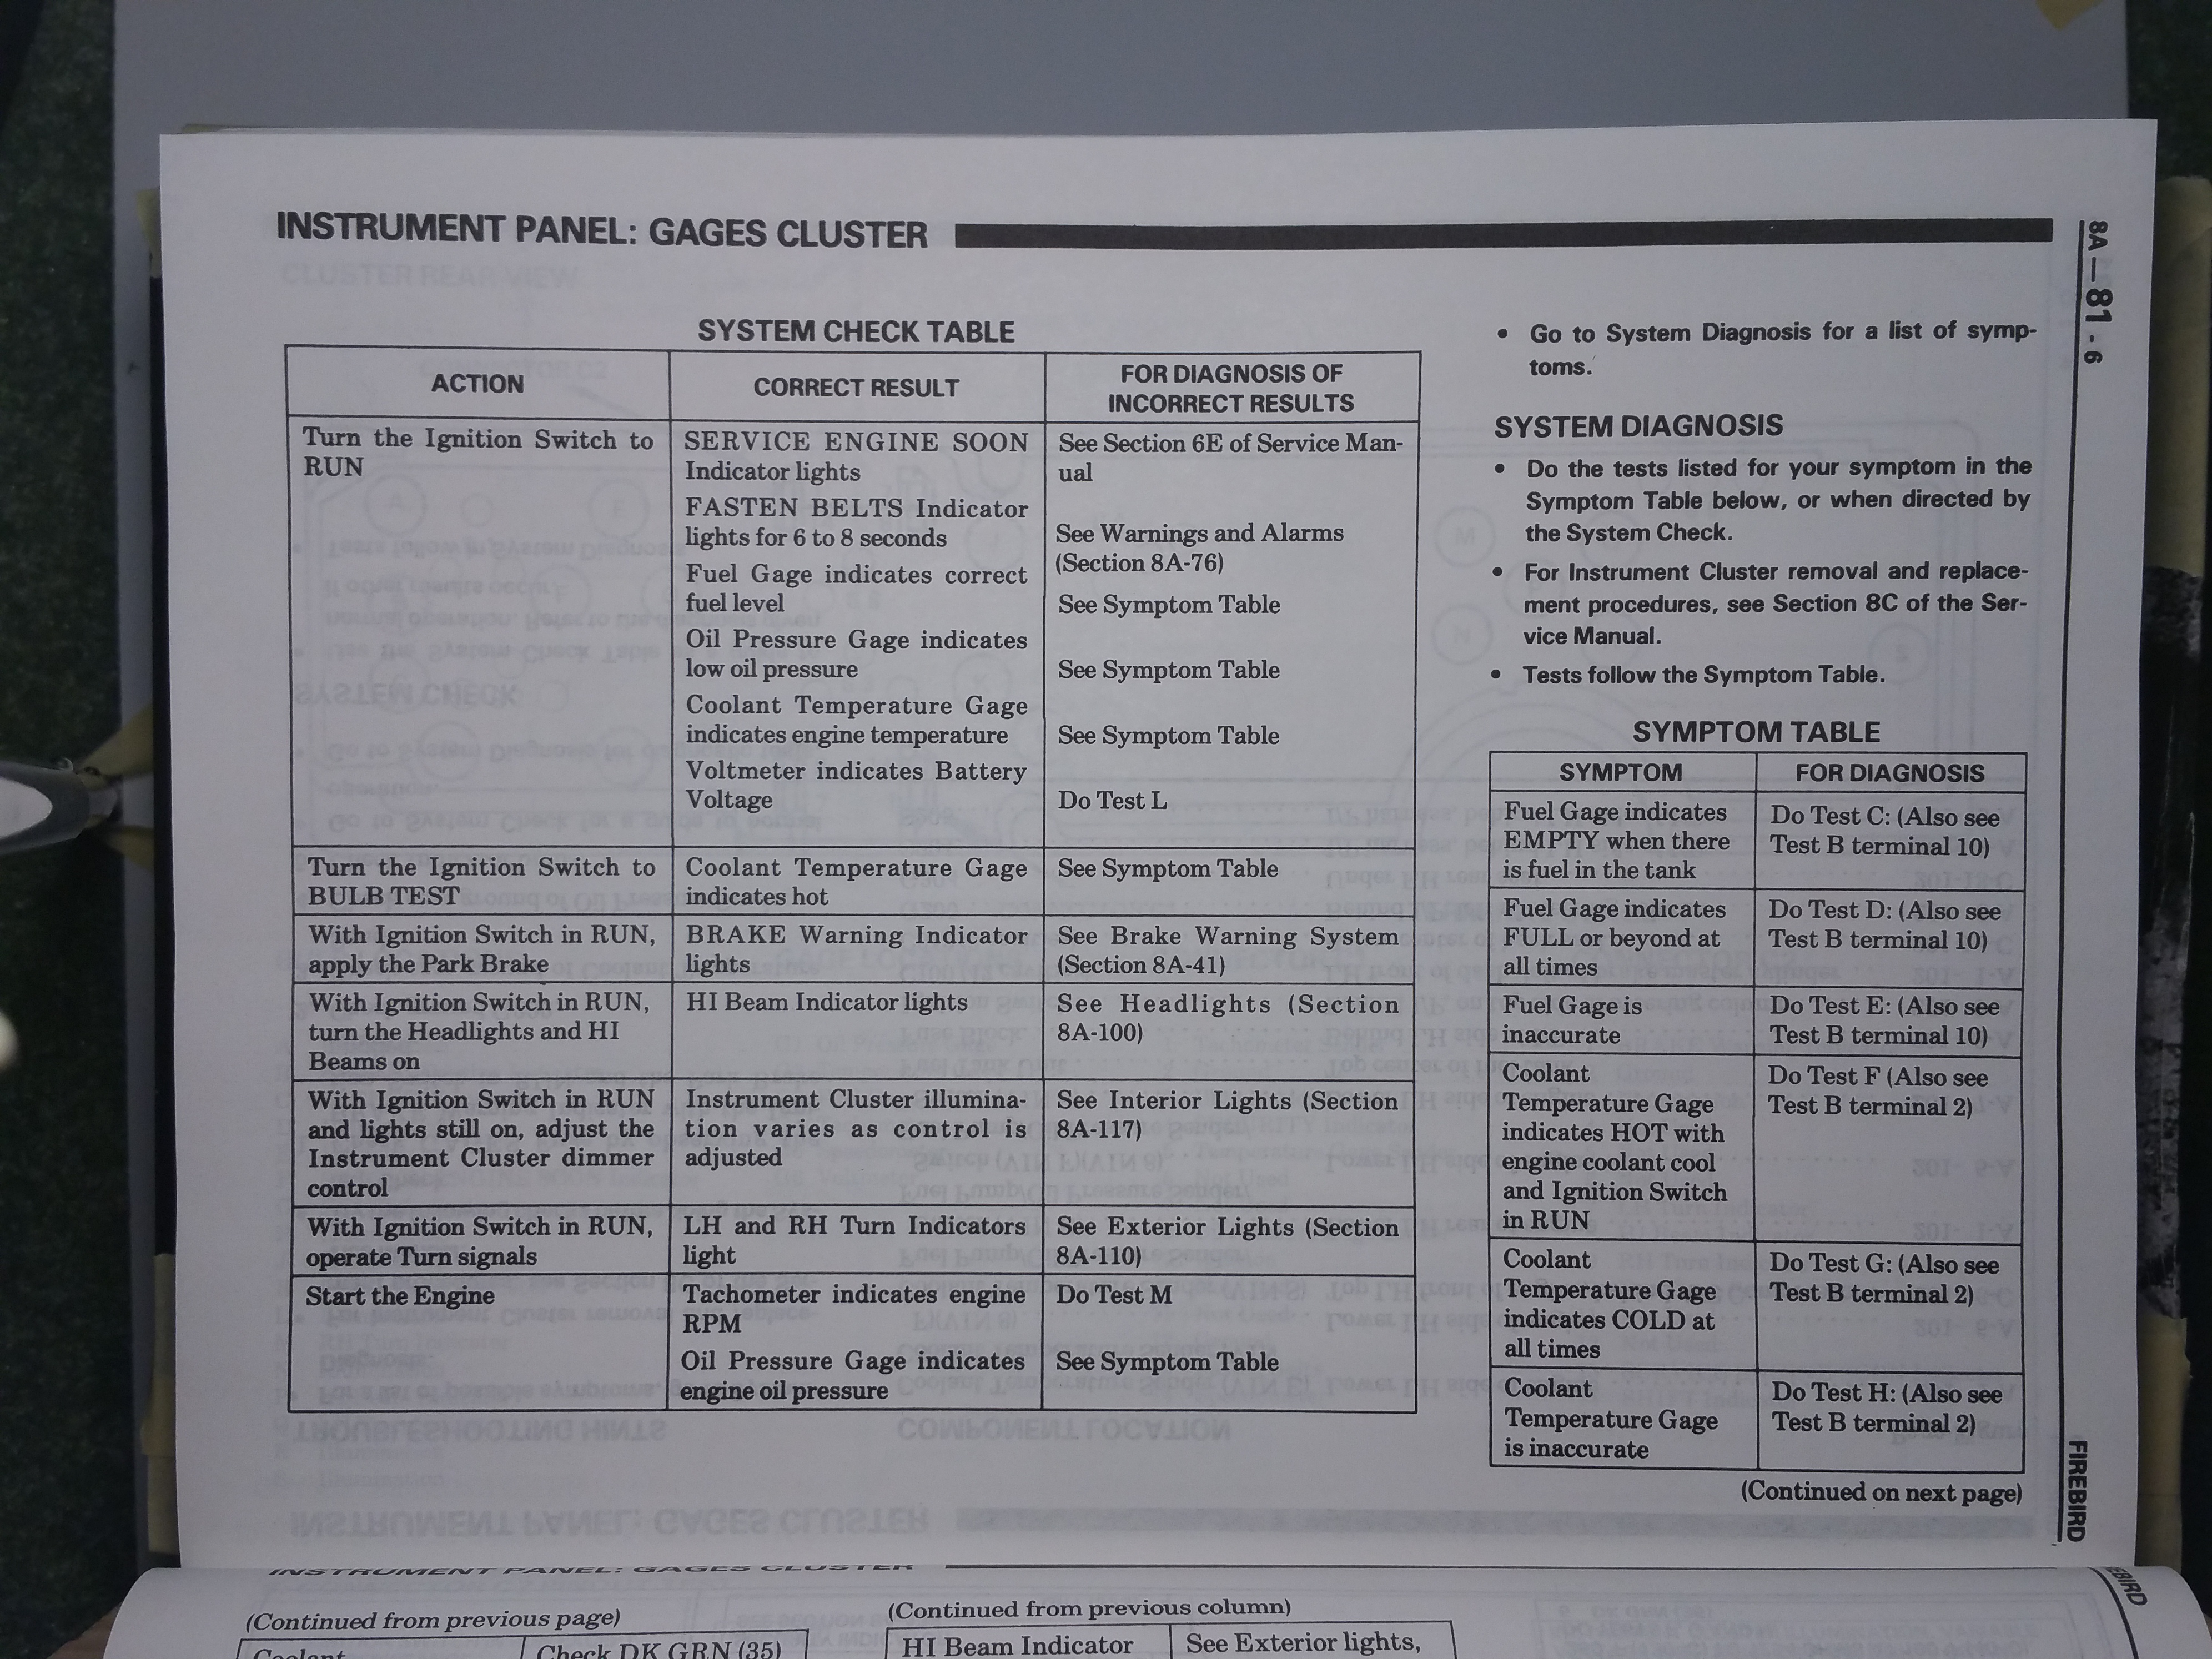 INSTRUMENT PANEL: GAGES CLUSTER
8A—81 - 6
SYSTEM CHECK TABLE
ACTION
CORRECT RESULT
FOR DIAGNOSIS OF
INCORRECT RESULTS
Turn the Ignition Switch to
RUN
SERVICE ENGINE SOON
Indicator lights
See Section 6E of Service Man-
ual
FASTEN BELTS Indicator
lights for 6 to 8 seconds
See Warnings and Alarms
(Section 8A-76)
Fuel Gage indicates correct
fuel level
See Symptom Table
Oil Pressure Gage indicates
low oil pressure
See Symptom Table
Coolant Temperature Gage
indicates engine temperature
See Symptom Table
Voltmeter indicates Battery
Voltage
Do Test L
Turn the Ignition Switch to
BULB TEST
Coolant Temperature Gage
indicates hot
See Symptom Table
With Ignition Switch in RUN,
apply the Park Brake
BRAKE Warning Indicator
lights
See Brake Warning System
(Section 8A-41)
With Ignition Switch in RUN,
turn the Headlights and HI
Beams on
HI Beam Indicator lights
See Headlights (Section
8A-100)
With Ignition Switch in RUN
and lights still on, adjust the
Instrument Cluster dimmer
control
Instrument Cluster illumina-
tion varies as control is
adjusted
See Interior Lights (Section
8A-117)
With Ignition Switch in RUN,
operate Turn signals
LH and RH Turn Indicators
light
See Exterior Lights (Section
8A-110)
Start the Engine
Tachometer indicates engine
RPM
Do Test M
Oil Pressure Gage indicates
engine oil pressure
See Symptom Table
• Go to System Diagnosis for a list of symp-
toms.
SYSTEM DIAGNOSIS
• Do the tests listed for your symptom in the
Symptom Table below, or when directed by
the System Check.
• For Instrument Cluster removal and replace-
ment procedures, see Section 8C of the Ser-
vice Manual.
• Tests follow the Symptom Table.
SYMPTOM TABLE
SYMPTOM
FOR DIAGNOSIS
Fuel Gage indicates
EMPTY when there
is fuel in the tank
Do Test C: (Also see
Test B terminal 10)
Fuel Gage indicates
FULL or beyond at
all times
Do Test D: (Also see
Test B terminal 10)
Fuel Gage is
inaccurate
Do Test E: (Also see
Test B terminal 10)
Coolant
Temperature Gage
indicates HOT with
engine coolant cool
and Ignition Switch
in RUN
Do Test F (Also see
Test B terminal 2)
Coolant
Temperature Gage
indicates COLD at
all times
Do Test G: (Also see
Test B terminal 2)
Coolant
Temperature Gage
is inaccurate
Do Test H: (Also see
Test B terminal 2)
(Continued on next page)
FIREBIRD
INSTRUMENT PANEL: GAGES CLUSTER
(Continued from previous page)
Coolant
Check DK GRN (35)
(Continued from previous column)
HI Beam Indicator
See Exterior lights,